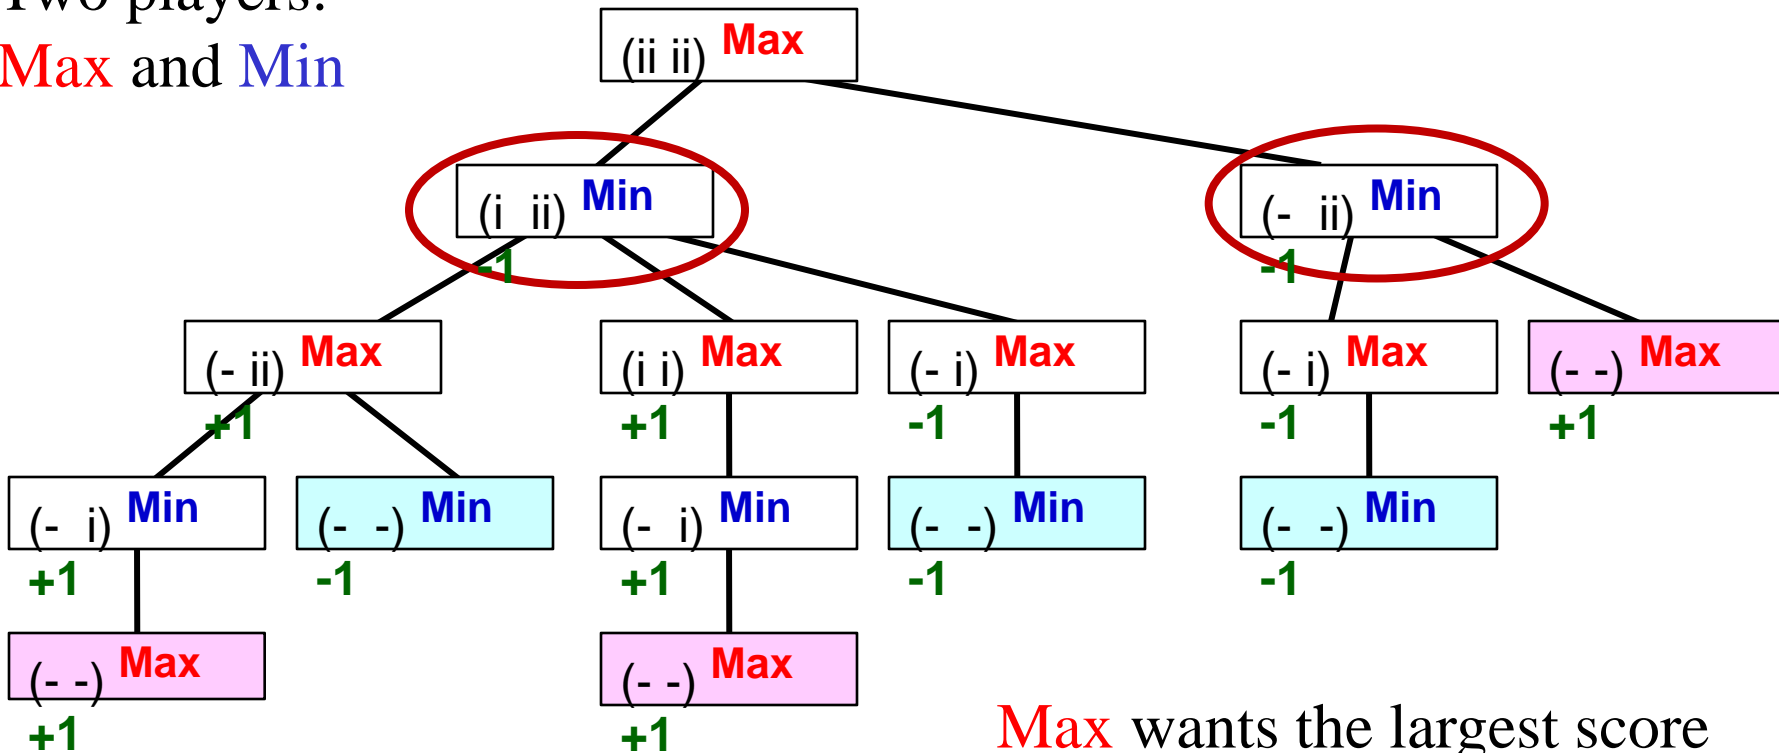 Two players:
Max and Min
(ii ii) Max
(i ii) Min
-1
(- ii) Min
-1
(- ii) Max
+1
(i i) Max
+1
(- i) Max
-1
(- i) Max
-1
(- -) Max
+1
(- i) Min
+1
(- -) Min
-1
(- i) Min
+1
(- -) Min
-1
(- -) Min
-1
(- -) Max
+1
(- -) Max
+1
Max wants the largest score